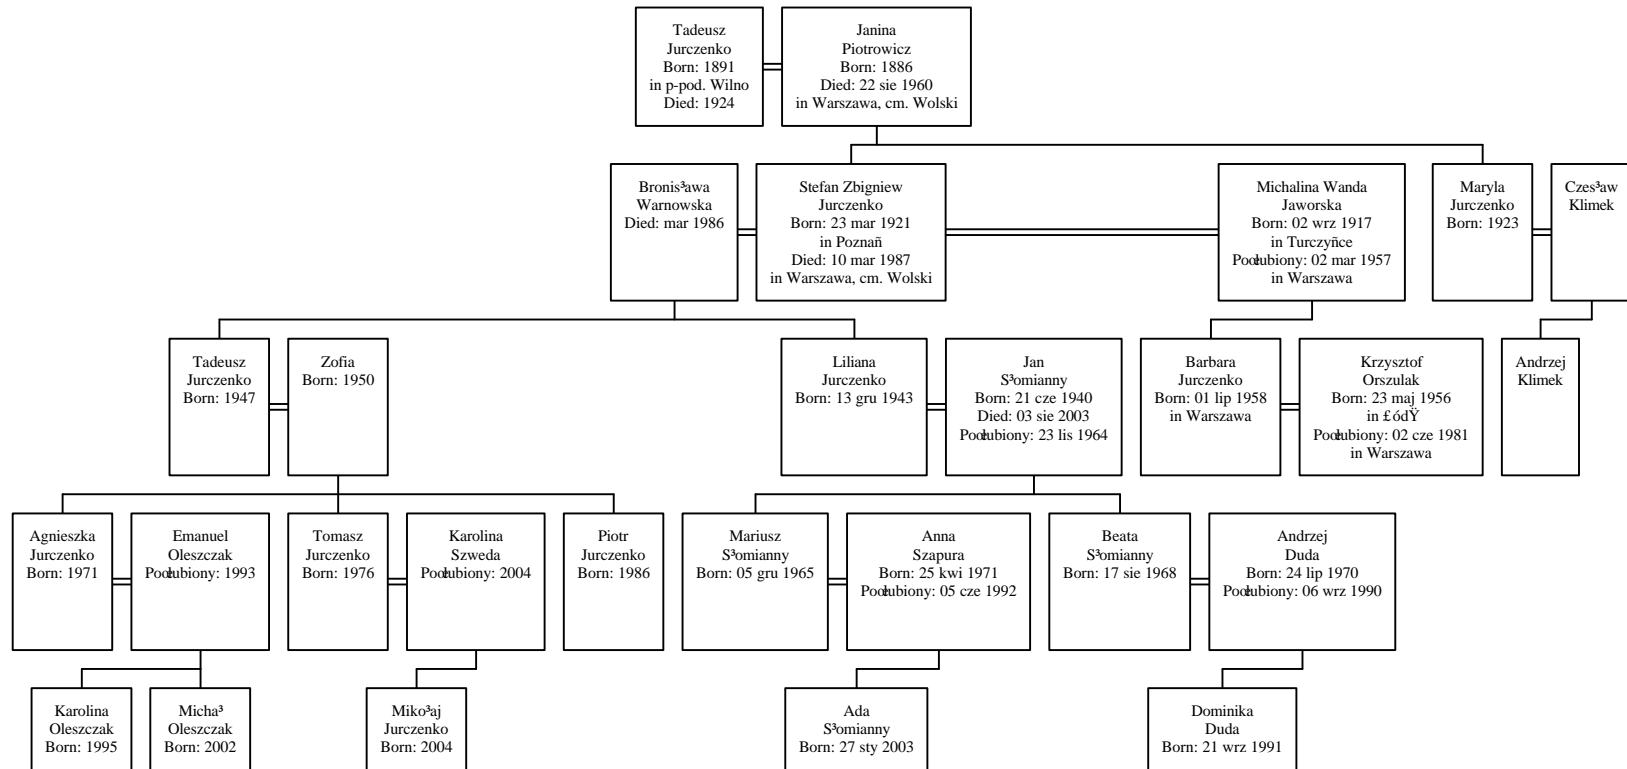 Tadeusz
Jurczenko
Born: 1891
in p-pod. Wilno
Died: 1924
Janina
Piotrowicz
Born: 1886
Died: 22 sie 1960
in Warszawa, cm. Wolski
Bronis³awa
Warnowska
Died: mar 1986
Stefan Zbigniew
Jurczenko
Born: 23 mar 1921
in Poznañ
Died: 10 mar 1987
in Warszawa, cm. Wolski
Michalina Wanda
Jaworska
Born: 02 wrz 1917
in Turczyñce
Poœlubiony: 02 mar 1957
in Warszawa
Maryla
Jurczenko
Born: 1923
Czes³aw
Klimek
Tadeusz
Jurczenko
Born: 1947
Zofia
Born: 1950
Liliana
Jurczenko
Born: 13 gru 1943
Jan
S³omianny
Born: 21 cze 1940
Died: 03 sie 2003
Poœlubiony: 23 lis 1964
Barbara
Jurczenko
Born: 01 lip 1958
in Warszawa
Krzysztof
Orszulak
Born: 23 maj 1956
in £ódŸ
Poœlubiony: 02 cze 1981
in Warszawa
Andrzej
Klimek
Agnieszka
Jurczenko
Born: 1971
Emanuel
Oleszczak
Poœlubiony: 1993
Tomasz
Jurczenko
Born: 1976
Karolina
Szweda
Poœlubiony: 2004
Piotr
Jurczenko
Born: 1986
Mariusz
S³omianny
Born: 05 gru 1965
Anna
Szapura
Born: 25 kwi 1971
Poœlubiony: 05 cze 1992
Beata
S³omianny
Born: 17 sie 1968
Andrzej
Duda
Born: 24 lip 1970
Poœlubiony: 06 wrz 1990
Karolina
Oleszczak
Born: 1995
Micha³
Oleszczak
Born: 2002
Miko³aj
Jurczenko
Born: 2004
Ada
S³omianny
Born: 27 sty 2003
Dominika
Duda
Born: 21 wrz 1991